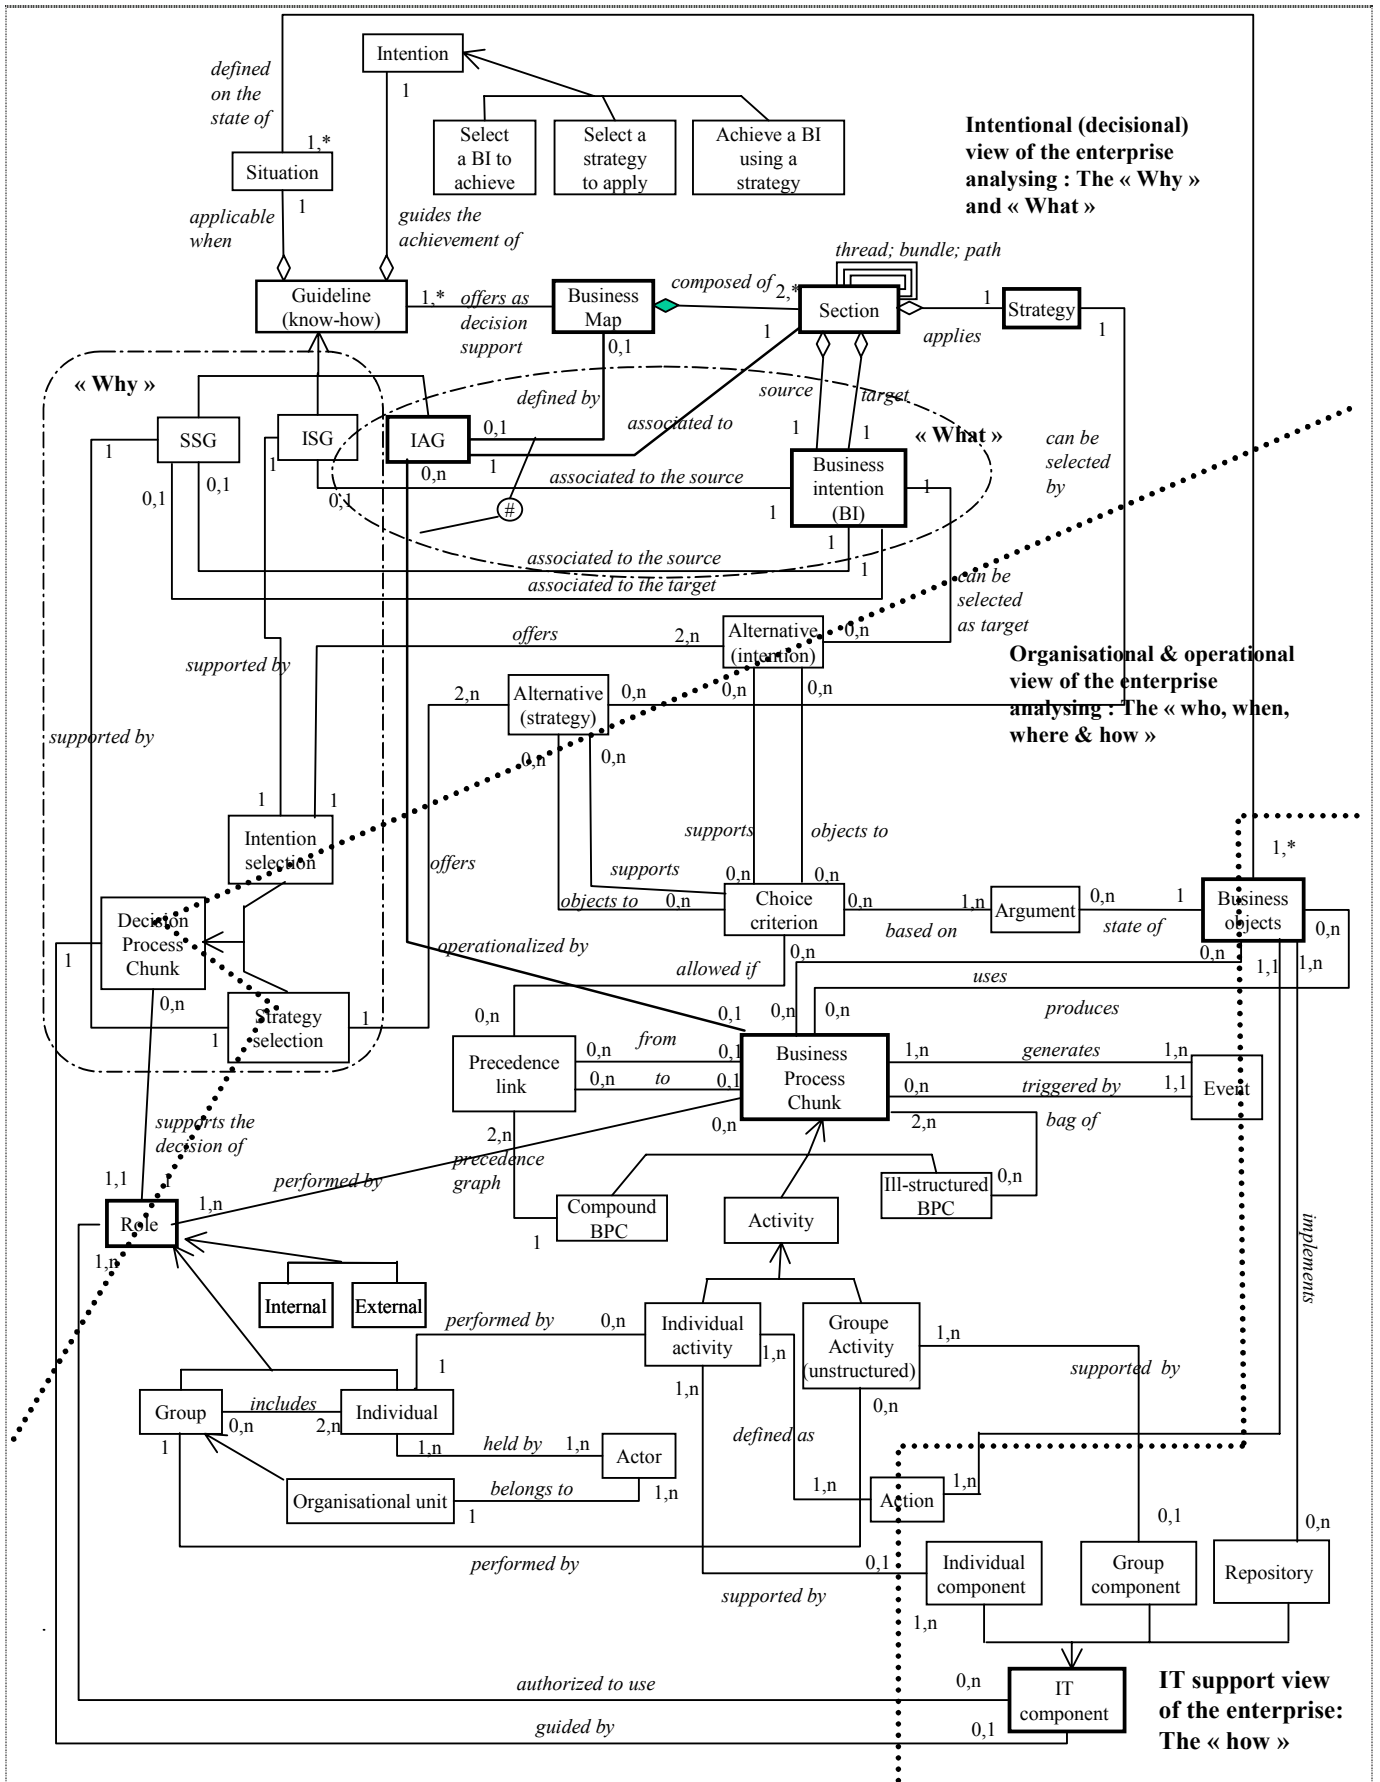 Intention
1
defined
on the
state of
1,*
Situation
1
Select
a BI to
achieve
Select a
strategy
to apply
Achieve a BI
using a
strategy
Intentional (decisional)
view of the enterprise
analysing : The « Why »
and « What »
applicable
when
guides the
achievement of
thread; bundle; path
Guideline
(know-how)
1,*
offers as
decision
support
Business
Map
0,1
composed of
2,*
Section
1
1
applies
Strategy
1
« Why »
SSG
1
0,1
0,1
ISG
1
0,1
IAG
0,1
1
0,n
defined by
associated to
source
target
1
1
« What »
can be
selected
by
associated to the source
#
Business
intention
(BI)
1
1
1
1
associated to the source
associated to the target
can be
selected
as target
offers
2,n
Alternative
(intention)
0,n
0,n
0,n
supported by
supported by
2,n
Alternative
(strategy)
0,n
0,n
0,n
Organisational & operational
view of the enterprise
analysing : The « who, when,
where & how »
1
1
Intention
selection
offers
supports
objects to
supports
objects to
0,n
0,n
0,n
Choice
criterion
0,n
based on
1,n
Argument
0,n
state of
1
1,*
Business
objects
0,n
0,n
1,1
1,n
Decision
Process
Chunk
1
0,n
Strategy
selection
1
1
operationalized by
allowed if
0,n
uses
produces
0,n
0,n
0,n
0,1
Precedence
link
0,n
from
0,1
0,n
to
0,1
2,n
Business
Process
Chunk
0,n
1,n
generates
1,n
0,n
triggered by
1,1
Event
2,n
bag of
supports the
decision of
precedence
graph
performed by
1,1
1
1,n
Role
1,n
Compound
BPC
1
Activity
Ill-structured
BPC
0,n
implements
Internal
External
performed by
0,n
1
Individual
activity
1,n
1,n
Groupe
Activity
(unstructured)
1,n
0,n
supported by
Group
1
0,n
includes
2,n
Individual
1,n
held by
1,n
Actor
1,n
defined as
1,n
Action
1,n
Organisational unit
1
belongs to
performed by
0,1
supported by
Individual
component
1,n
0,1
Group
component
0,n
Repository
authorized to use
0,n
guided by
0,1
IT
component
IT support view
of the enterprise:
The « how »